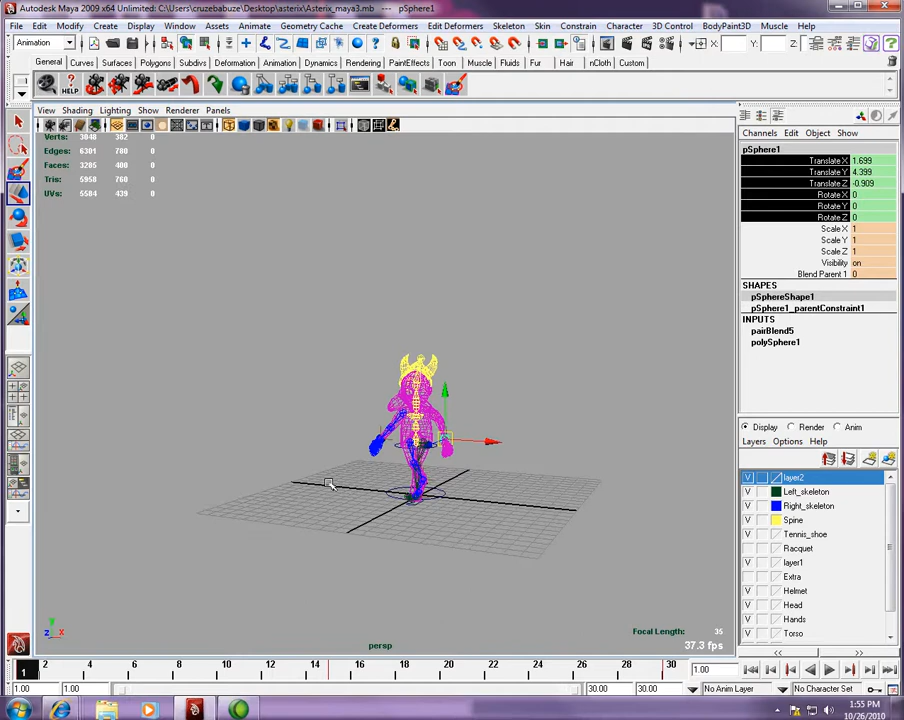 Autodesk Maya 2009 x64 Unlimited: C:\Users\cruzebabuze\Desktop\asterix\Asterix_maya3.mb --- pSphere1
File Edit Modify Create Display Window Assets Animate Geometry Cache Create Deformers Edit Deformers Skeleton Skin Constrain Character 3D Control BodyPaint3D Muscle Help
Animation X: Y: Z:
General Curves Surfaces Polygons Subdivs Deformation Animation Dynamics Rendering PaintEffects Toon Muscle Fluids Fur Hair nCloth Custom
HELP
View Shading Lighting Show Renderer Panels
Verts: 3048 382 0
Edges: 6301 780 0
Faces: 3285 400 0
Tris: 5958 760 0
UVs: 5584 439 0
Channels Edit Object Show
pSphere1
Translate X 1.699
Translate Y 4.399
Translate Z -0.909
Rotate X 0
Rotate Y 0
Rotate Z 0
Scale X 1
Scale Y 1
Scale Z 1
Visibility on
Blend Parent 1 0
SHAPES
pSphereShape1
pSphere1_parentConstraint1
INPUTS
pairBlend5
polySphere1
Display Render Anim
Layers Options Help
V layer2
V Left_skeleton
V Right_skeleton
V Spine
V Tennis_shoe
Racquet
V layer1
Extra
V Helmet
V Head
V Hands
V Torso
z x
persp
Focal Length: 35
37.3 fps
1 2 4 6 8 10 12 14 16 18 20 22 24 26 28 30 1.00
1.00 1.00 30.00 30.00 No Anim Layer No Character Set
1:55 PM
10/26/2010